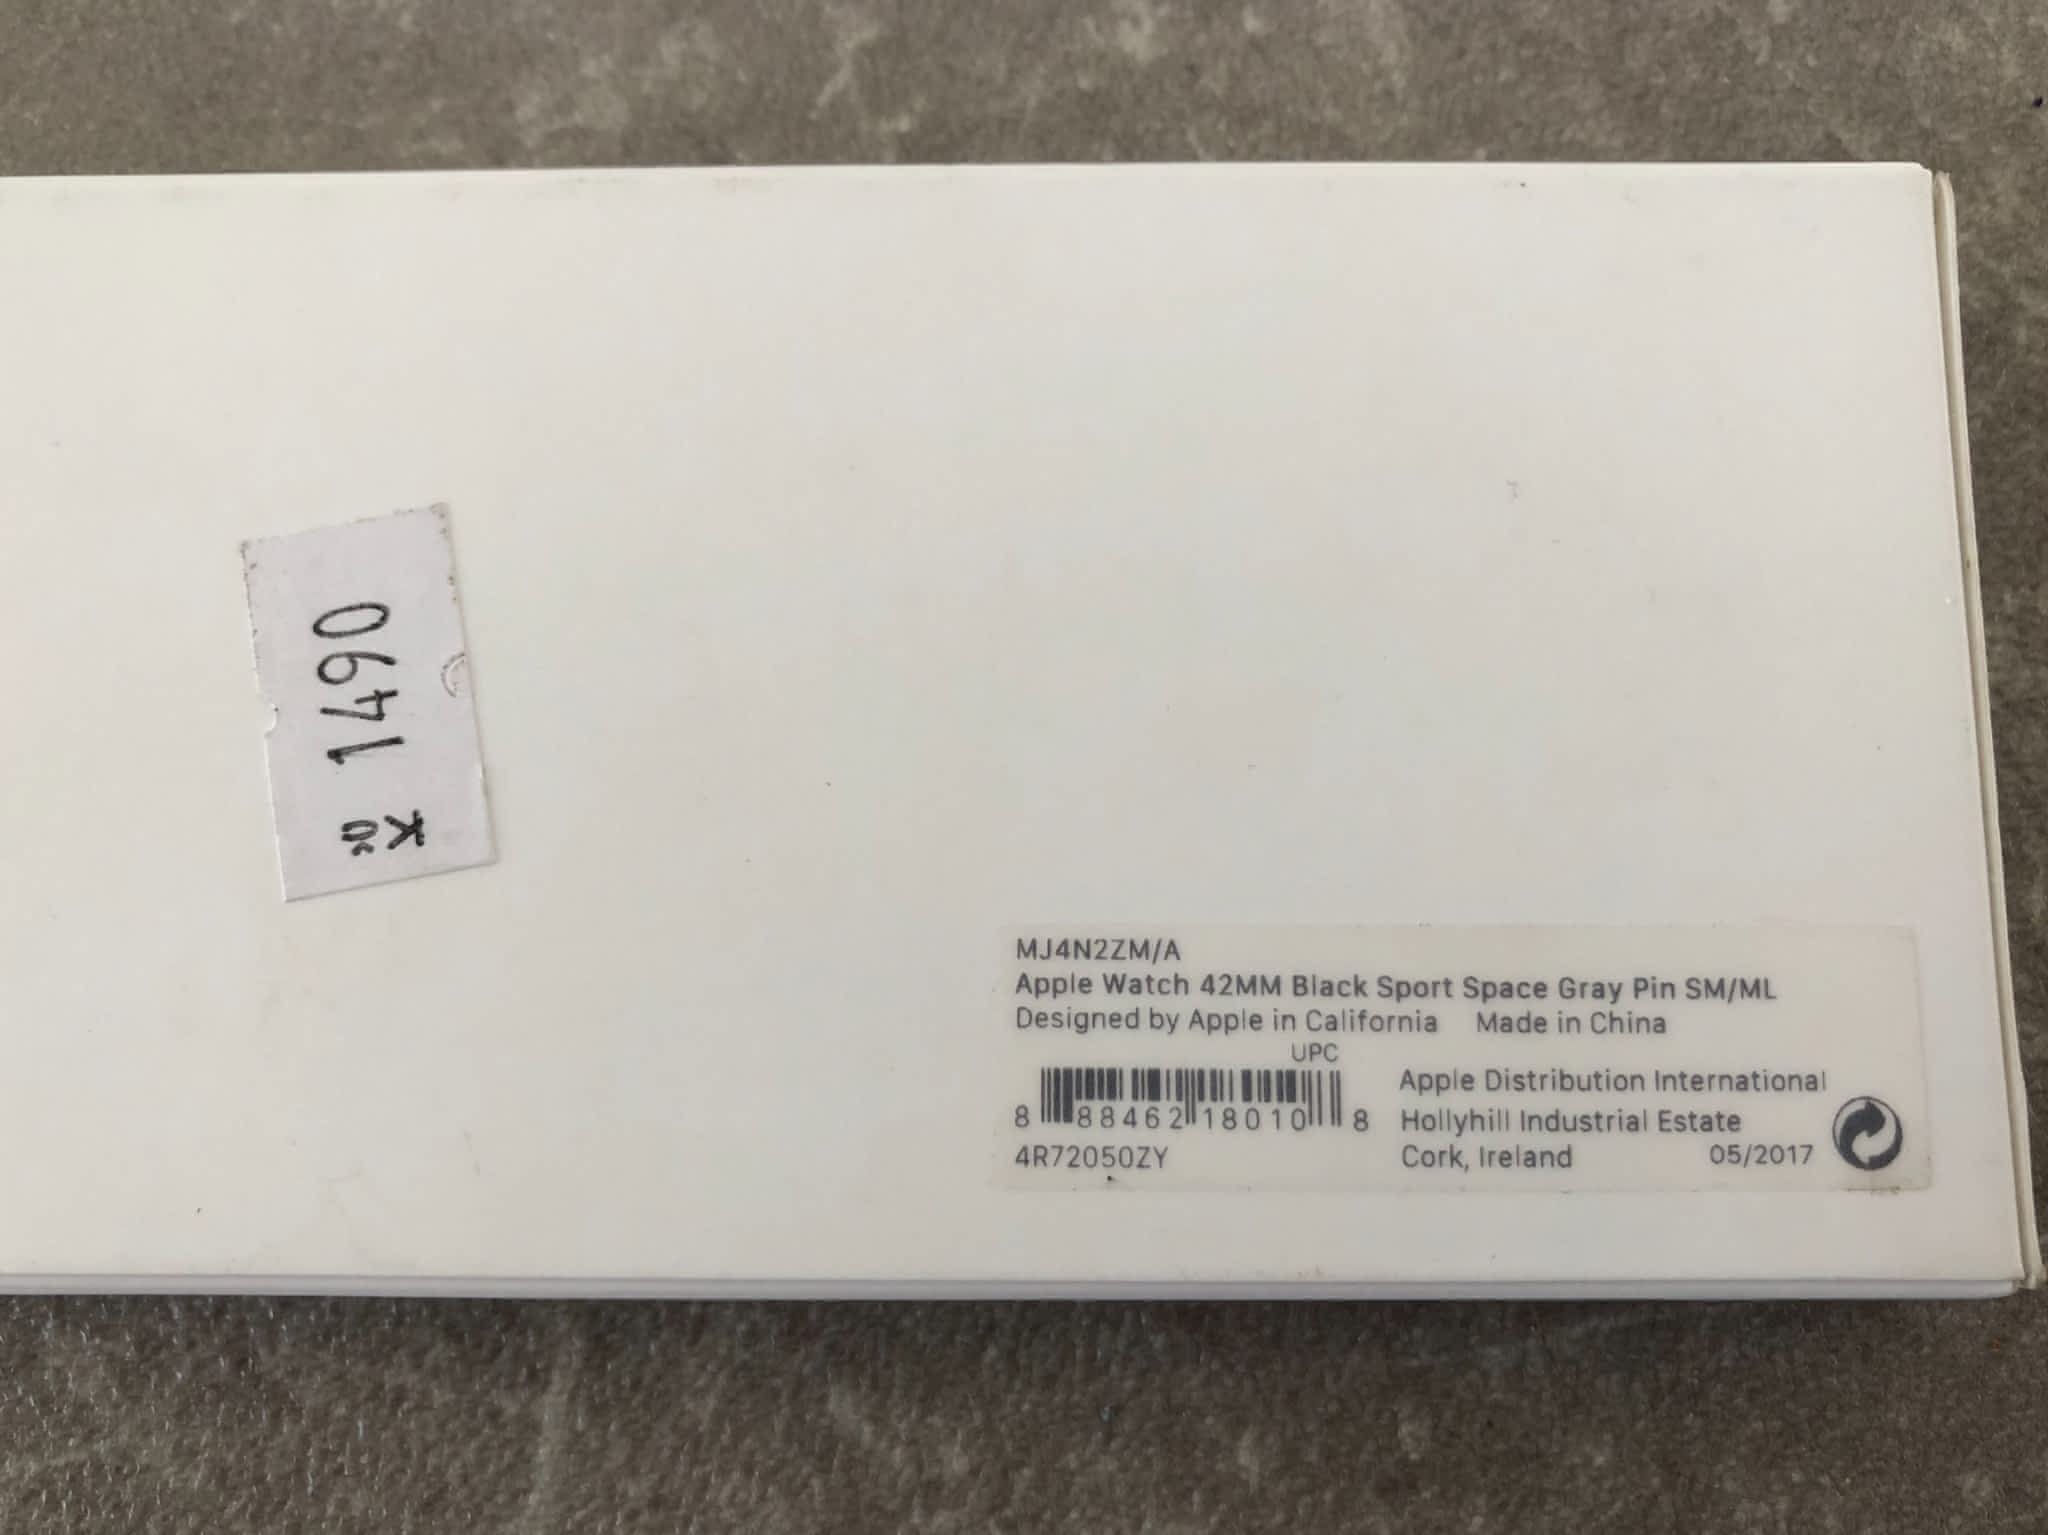 1490
Kč
MJ4N2ZM/A
Apple Watch 42MM Black Sport Space Gray Pin SM/ML
Designed by Apple in California Made in China
UPC
8 88462 18010 8
4R72050ZY
Apple Distribution International
Hollyhill Industrial Estate
Cork, Ireland 05/2017